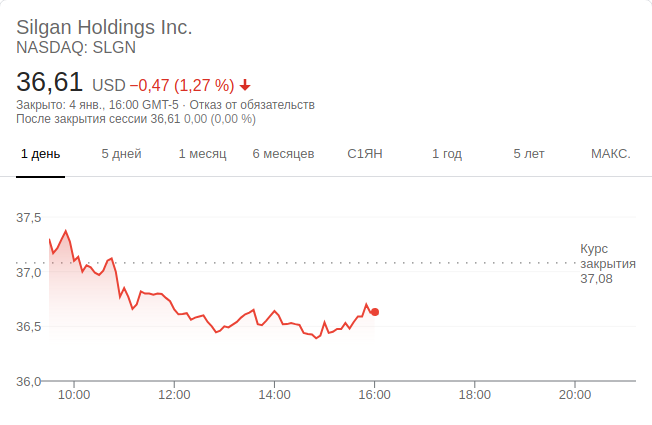 Silgan Holdings Inc.
NASDAQ: SLGN
36,61 USD −0,47 (1,27 %)
Закрыто: 4 янв., 16:00 GMT-5 · Отказ от обязательств
После закрытия сессии 36,61 0,00 (0,00 %)
1 день 5 дней 1 месяц 6 месяцев С1ЯН 1 год 5 лет МАКС.
37,5
Курс
закрытия
37,08
37,0
36,5
36,0
10:00 12:00 14:00 16:00 18:00 20:00